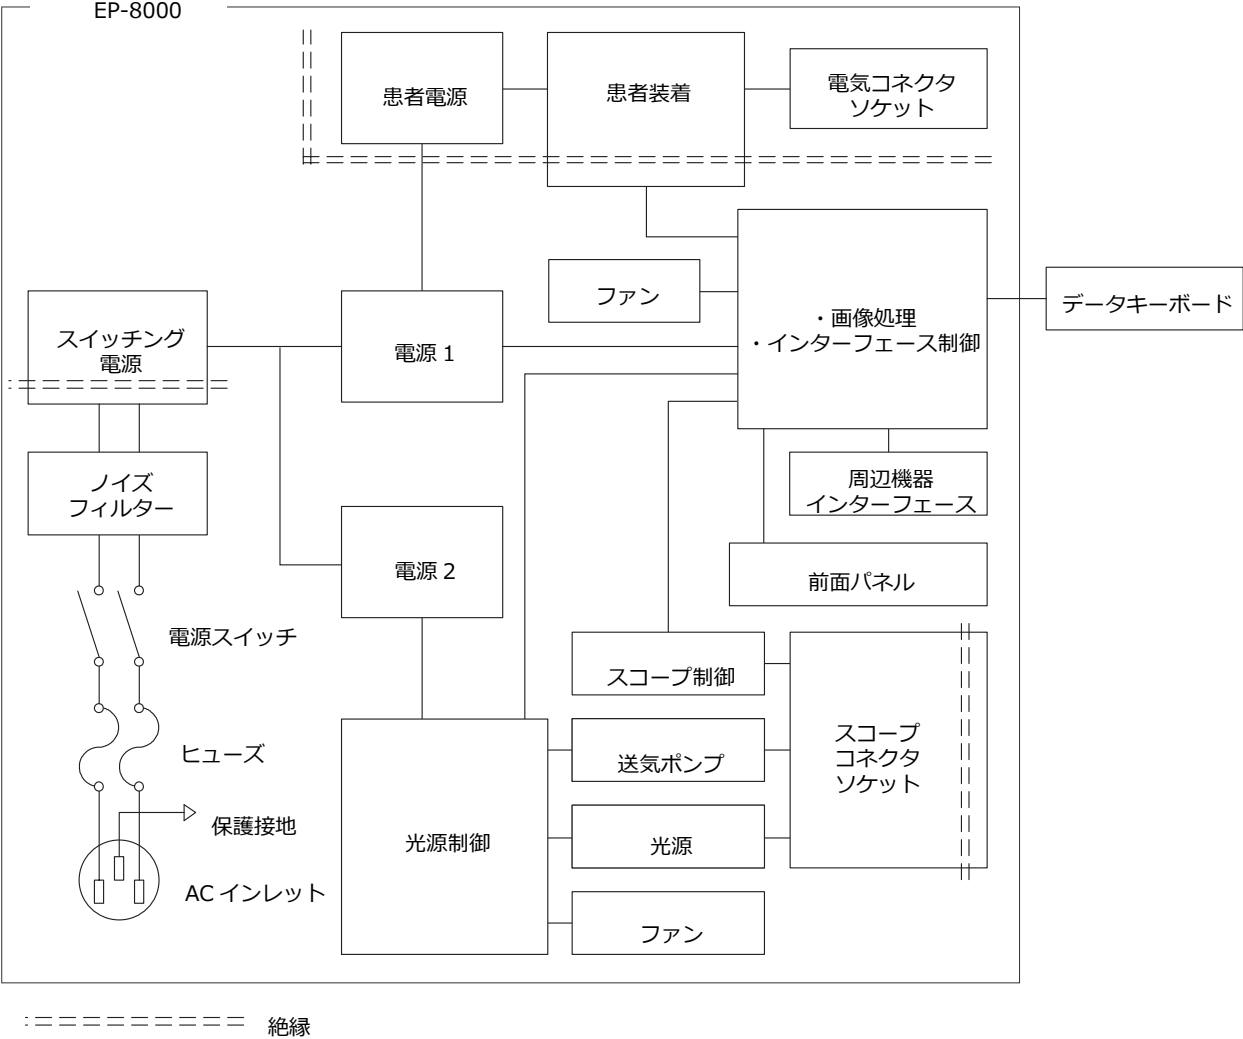 EP-8000
患者電源
患者装着
電気コネクタ
ソケット
ファン
・画像処理
・インターフェース制御
データキーボード
スイッチング
電源
電源 1
ノイズ
フィルター
周辺機器
インターフェース
電源 2
前面パネル
電源スイッチ
スコープ制御
スコープ
コネクタ
ソケット
ヒューズ
送気ポンプ
保護接地
光源制御
光源
AC インレット
ファン
絶縁